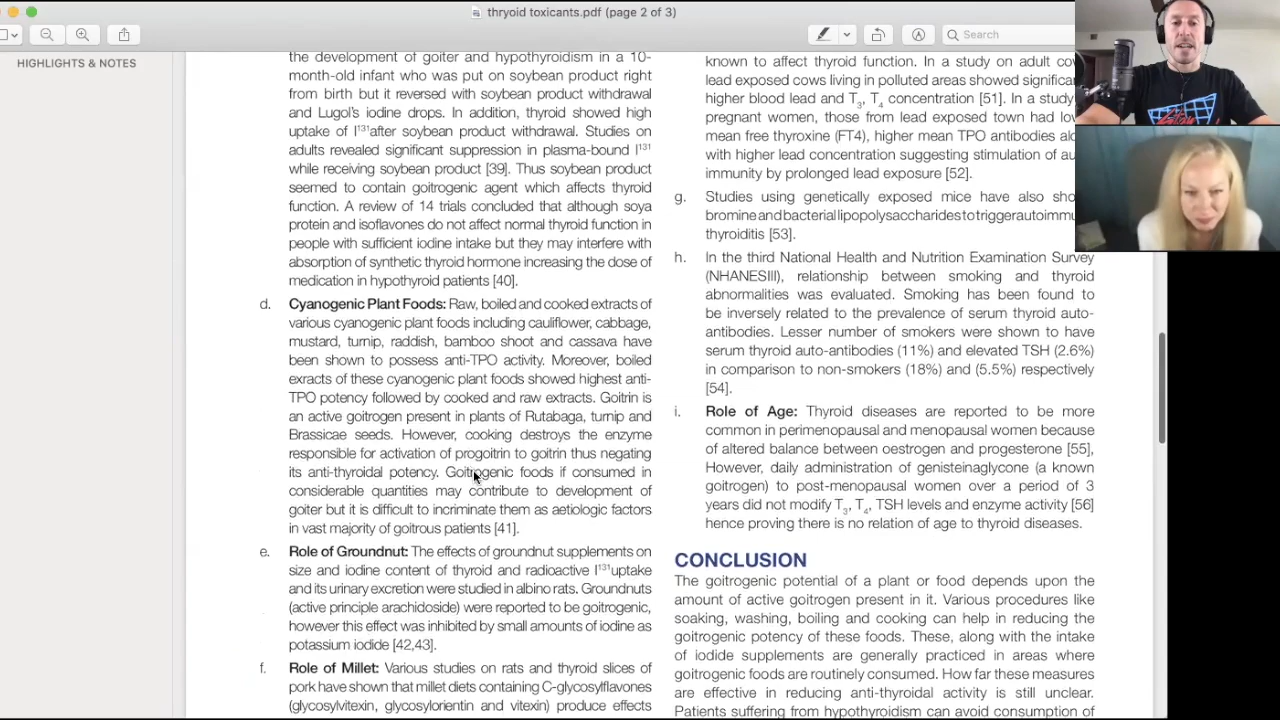 thryoid toxicants.pdf (page 2 of 3)
Search
HIGHLIGHTS & NOTES
the development of goiter and hypothyroidism in a 10-
month-old infant who was put on soybean product right
from birth but it reversed with soybean product withdrawal
and Lugol's iodine drops. In addition, thyroid showed high
uptake of I131after soybean product withdrawal. Studies on
adults revealed significant suppression in plasma-bound I131
while receiving soybean product [39]. Thus soybean product
seemed to contain goitrogenic agent which affects thyroid
function. A review of 14 trials concluded that although soya
protein and isoflavones do not affect normal thyroid function in
people with sufficient iodine intake but they may interfere with
absorption of synthetic thyroid hormone increasing the dose of
medication in hypothyroid patients [40].
d. Cyanogenic Plant Foods: Raw, boiled and cooked extracts of
various cyanogenic plant foods including cauliflower, cabbage,
mustard, turnip, raddish, bamboo shoot and cassava have
been shown to possess anti-TPO activity. Moreover, boiled
exracts of these cyanogenic plant foods showed highest anti-
TPO potency followed by cooked and raw extracts. Goitrin is
an active goitrogen present in plants of Rutabaga, turnip and
Brassicae seeds. However, cooking destroys the enzyme
responsible for activation of progoitrin to goitrin thus negating
its anti-thyroidal potency. Goitrogenic foods if consumed in
considerable quantities may contribute to development of
goiter but it is difficult to incriminate them as aetiologic factors
in vast majority of goitrous patients [41].
e. Role of Groundnut: The effects of groundnut supplements on
size and iodine content of thyroid and radioactive I131uptake
and its urinary excretion were studied in albino rats. Groundnuts
(active principle arachidoside) were reported to be goitrogenic,
however this effect was inhibited by small amounts of iodine as
potassium iodide [42,43].
f. Role of Millet: Various studies on rats and thyroid slices of
pork have shown that millet diets containing C-glycosylflavones
(glycosylvitexin, glycosylorientin and vitexin) produce effects
known to affect thyroid function. In a study on adult
lead exposed cows living in polluted areas showed
higher blood lead and T3, T4 concentration [51]. In a study
pregnant women, those from lead exposed town had
mean free thyroxine (FT4), higher mean TPO antibodies
with higher lead concentration suggesting stimulation of
immunity by prolonged lead exposure [52].
g. Studies using genetically exposed mice have also
bromine and bacterial lipopolysaccharides to trigger
thyroiditis [53].
h. In the third National Health and Nutrition Examination Survey
(NHANESIII), relationship between smoking and thyroid
abnormalities was evaluated. Smoking has been found to
be inversely related to the prevalence of serum thyroid auto-
antibodies. Lesser number of smokers were shown to have
serum thyroid auto-antibodies (11%) and elevated TSH (2.6%)
in comparison to non-smokers (18%) and (5.5%) respectively
[54].
i. Role of Age: Thyroid diseases are reported to be more
common in perimenopausal and menopausal women because
of altered balance between oestrogen and progesterone [55],
However, daily administration of genisteinaglycone (a known
goitrogen) to post-menopausal women over a period of 3
years did not modify T3, T4, TSH levels and enzyme activity [56]
hence proving there is no relation of age to thyroid diseases.
CONCLUSION
The goitrogenic potential of a plant or food depends upon the
amount of active goitrogen present in it. Various procedures like
soaking, washing, boiling and cooking can help in reducing the
goitrogenic potency of these foods. These, along with the intake
of iodide supplements are generally practiced in areas where
goitrogenic foods are routinely consumed. How far these measures
are effective in reducing anti-thyroidal activity is still unclear.
Patients suffering from hypothyroidism can avoid consumption of